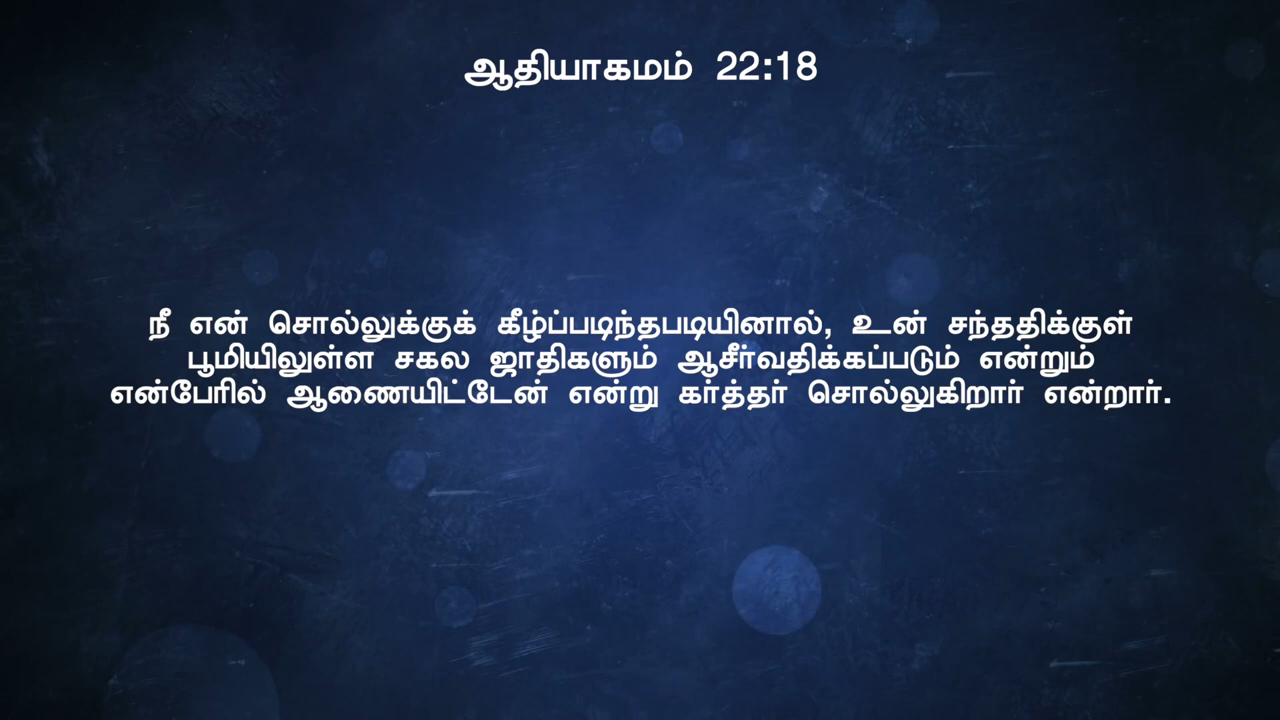 ஆதியாகமம் 22:18
நீ என் சொல்லுக்குக் கீழ்ப்படிந்தபடியினால், உன் சந்ததிக்குள்
பூமியிலுள்ள சகல ஜாதிகளும் ஆசீர்வதிக்கப்படும் என்றும்
என்பேரில் ஆணையிட்டேன் என்று கர்த்தர் சொல்லுகிறார் என்றார்.